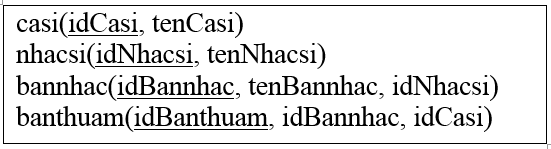 casi(idCasi, tenCasi)
nhacsi(idNhacsi, tenNhacsi)
bannhac(idBannhac, tenBannhac, idNhacsi)
banthuam(idBanthuam, idBannhac, idCasi)